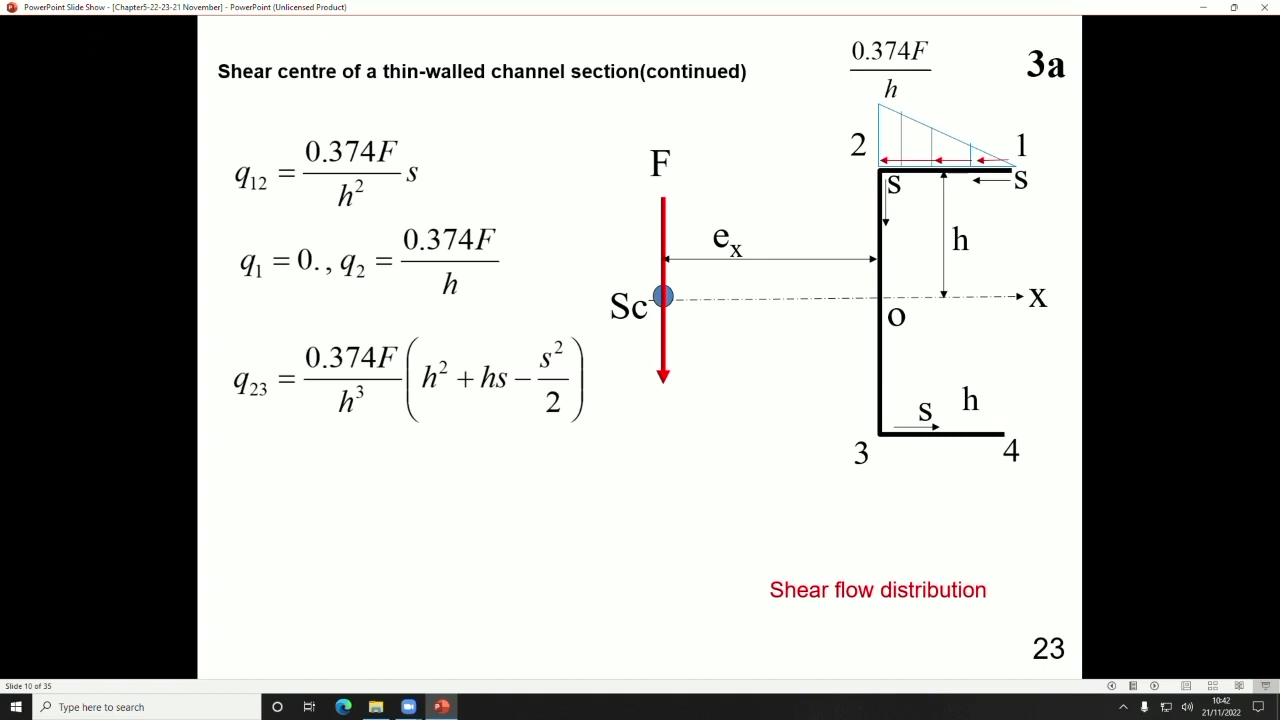 PowerPoint Slide Show - [Chapter5-22-23-21 November] - PowerPoint (Unlicensed Product)
Shear centre of a thin-walled channel section(continued)
3a
0.374F
h
q12 = 0.374F/h² s
q1 = 0. , q2 = 0.374F/h
q23 = 0.374F/h³ (h² + hs − s²/2)
F
2
1
s
s
ex
h
Sc
x
o
s
h
3
4
Shear flow distribution
23
Slide 10 of 35
Type here to search
10:42
21/11/2022